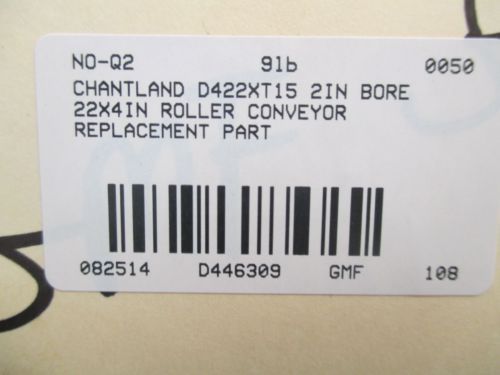 NO-Q2 91b 0050
CHANTLAND D422XT15 2IN BORE
22X4IN ROLLER CONVEYOR
REPLACEMENT PART
082514 D446309 GMF 108